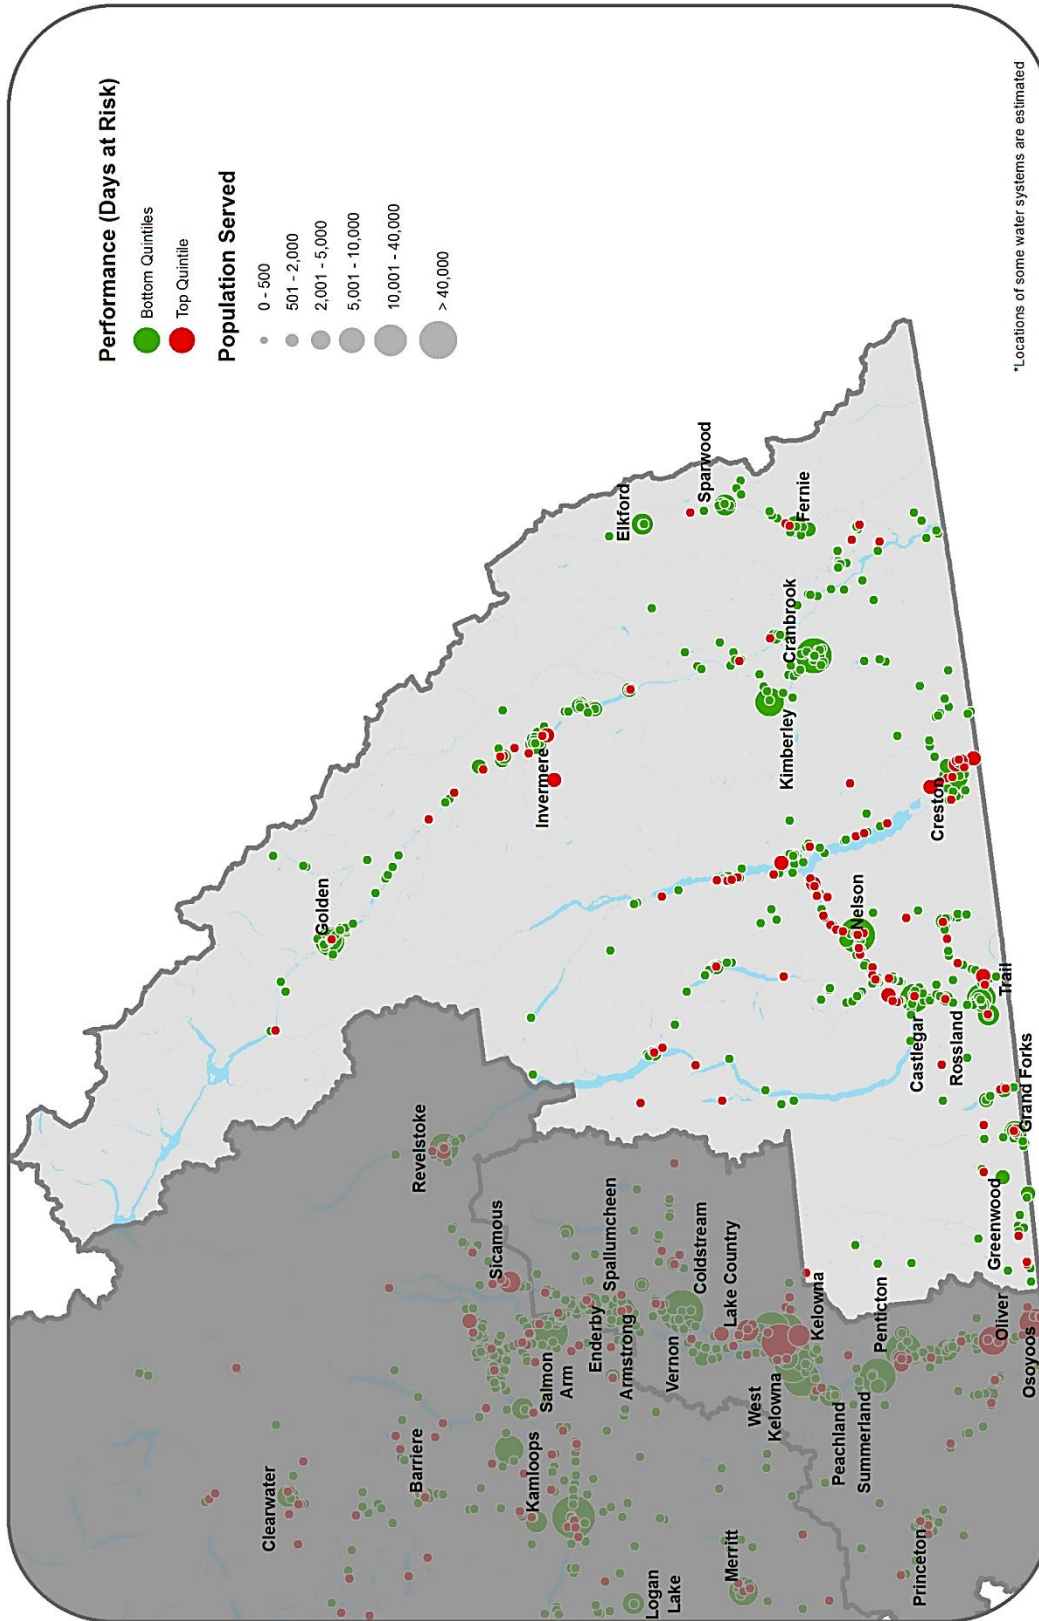 Performance (Days at Risk)
Bottom Quintiles
Top Quintile
Population Served
0 - 500
501 - 2,000
2,001 - 5,000
5,001 - 10,000
10,001 - 40,000
> 40,000
Clearwater
Barriere
Kamloops
Logan
Lake
Merritt
Princeton
Revelstoke
Sicamous
Salmon
Arm
Enderby
Armstrong
Spallumcheen
Vernon
Coldstream
Lake Country
West
Kelowna
Kelowna
Peachland
Summerland
Penticton
Oliver
Osoyoos
Greenwood
Grand Forks
Golden
Invermere
Elkford
Sparwood
Fernie
Kimberley
Cranbrook
Creston
Nelson
Castlegar
Rossland
Trail
*Locations of some water systems are estimated